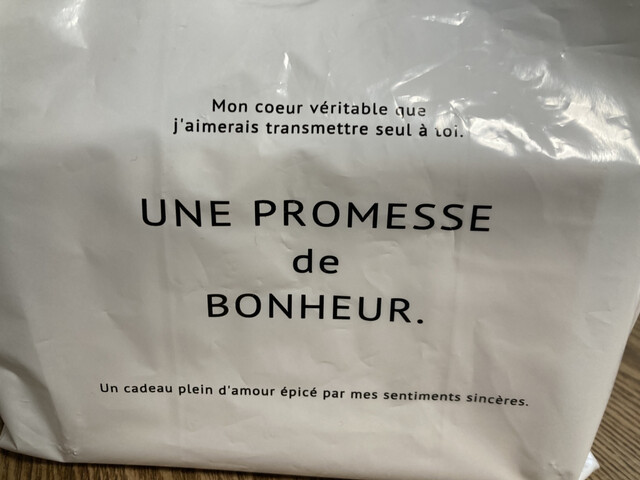 Mon coeur véritable que
j'aimerais transmettre seul à toi.
UNE PROMESSE
de
BONHEUR.
Un cadeau plein d'amour épicé par mes sentiments sincères.